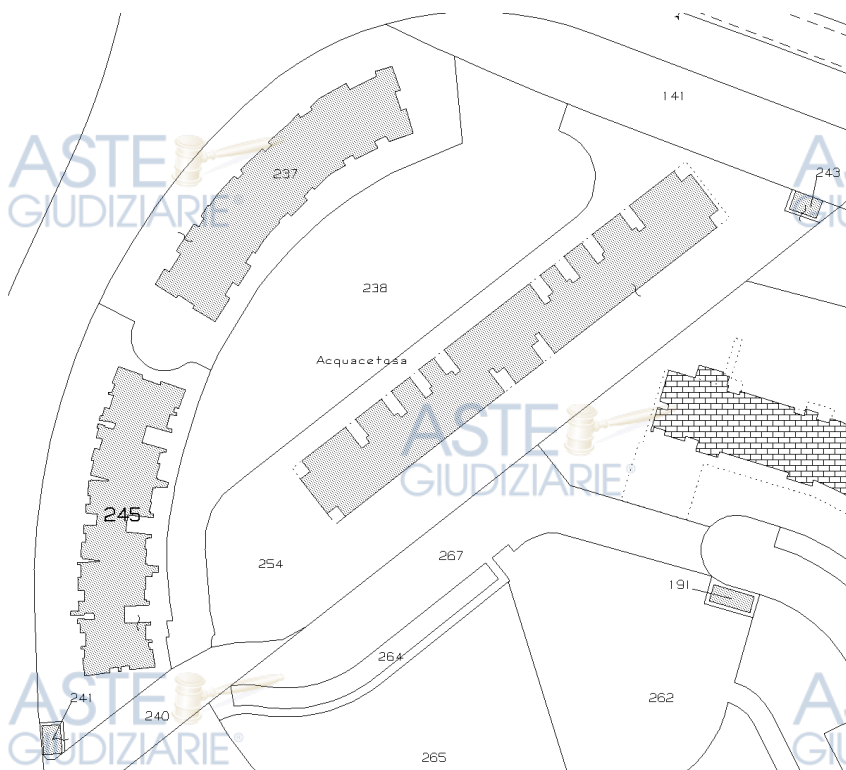 141
ASTE
GIUDIZIARIE®
237
243
238
Acquacetosa
ASTE
GIUDIZIARIE®
245
254
267
191
264
241
240
262
ASTE
GIUDIZIARIE®
265